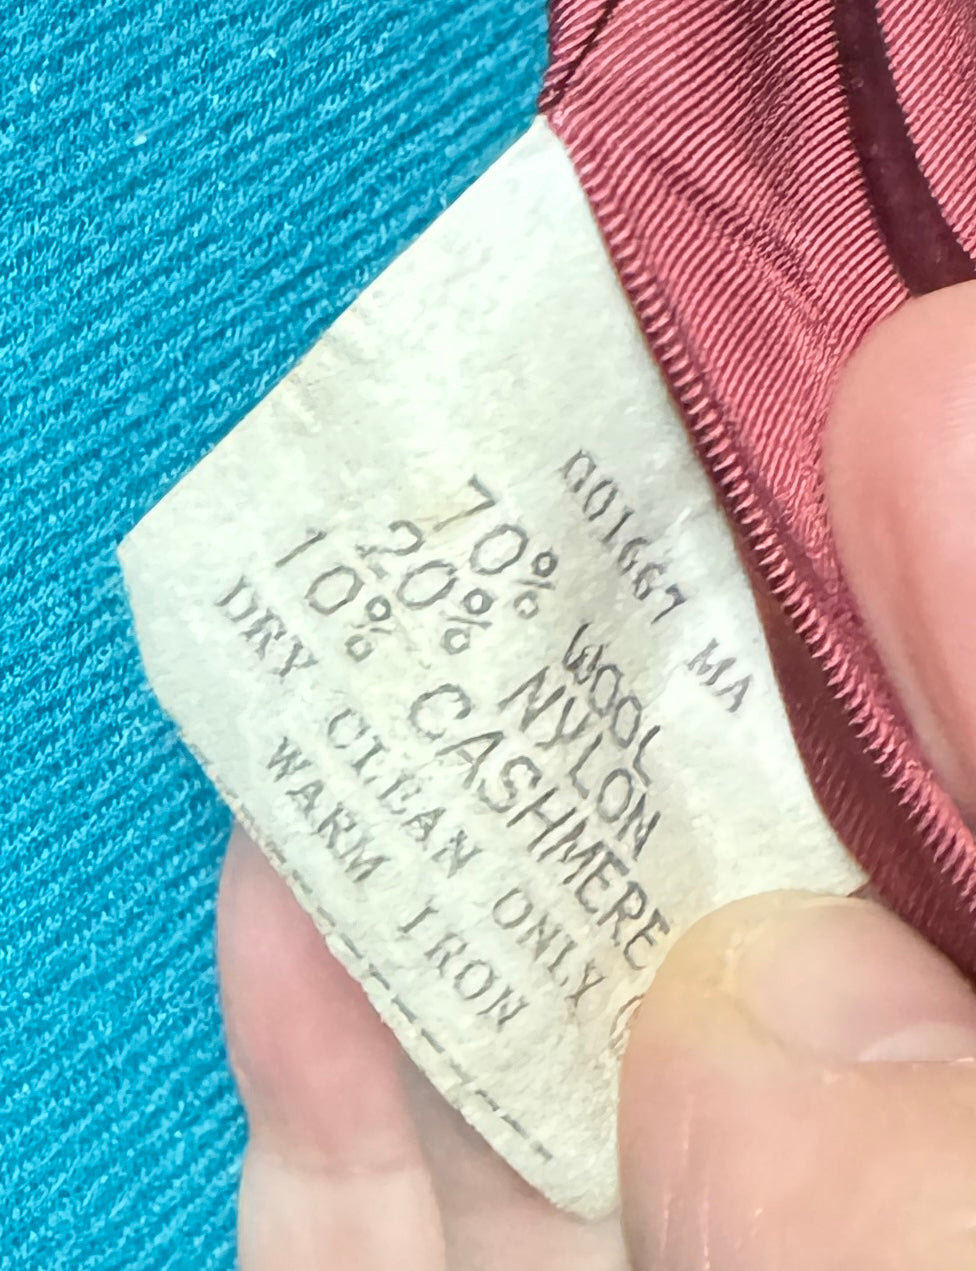 001667 MA
70% WOOL
20% NYLON
10% CASHMERE
DRY CLEAN ONLY
WARM IRON